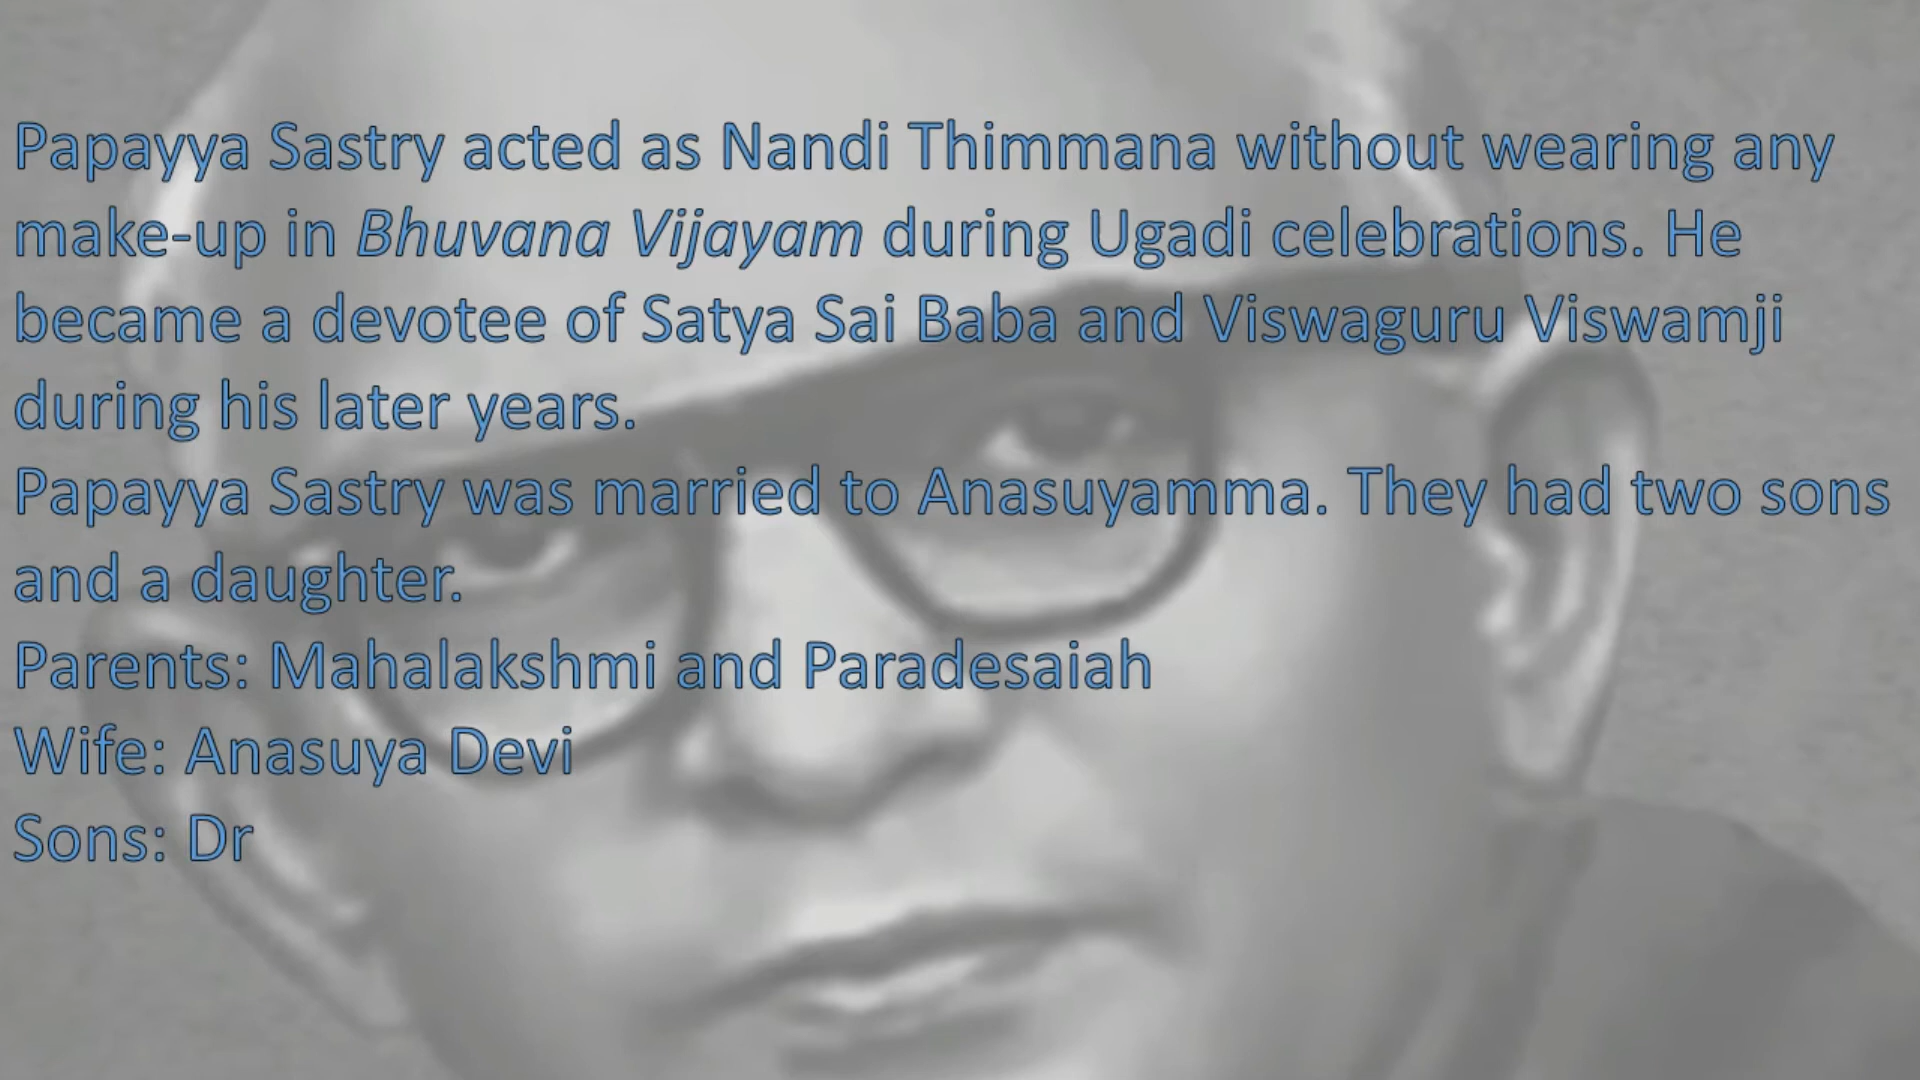 Papayya Sastry acted as Nandi Thimmana without wearing any
make-up in Bhuvana Vijayam during Ugadi celebrations. He
became a devotee of Satya Sai Baba and Viswaguru Viswamji
during his later years.
Papayya Sastry was married to Anasuyamma. They had two sons
and a daughter.
Parents: Mahalakshmi and Paradesaiah
Wife: Anasuya Devi
Sons: Dr